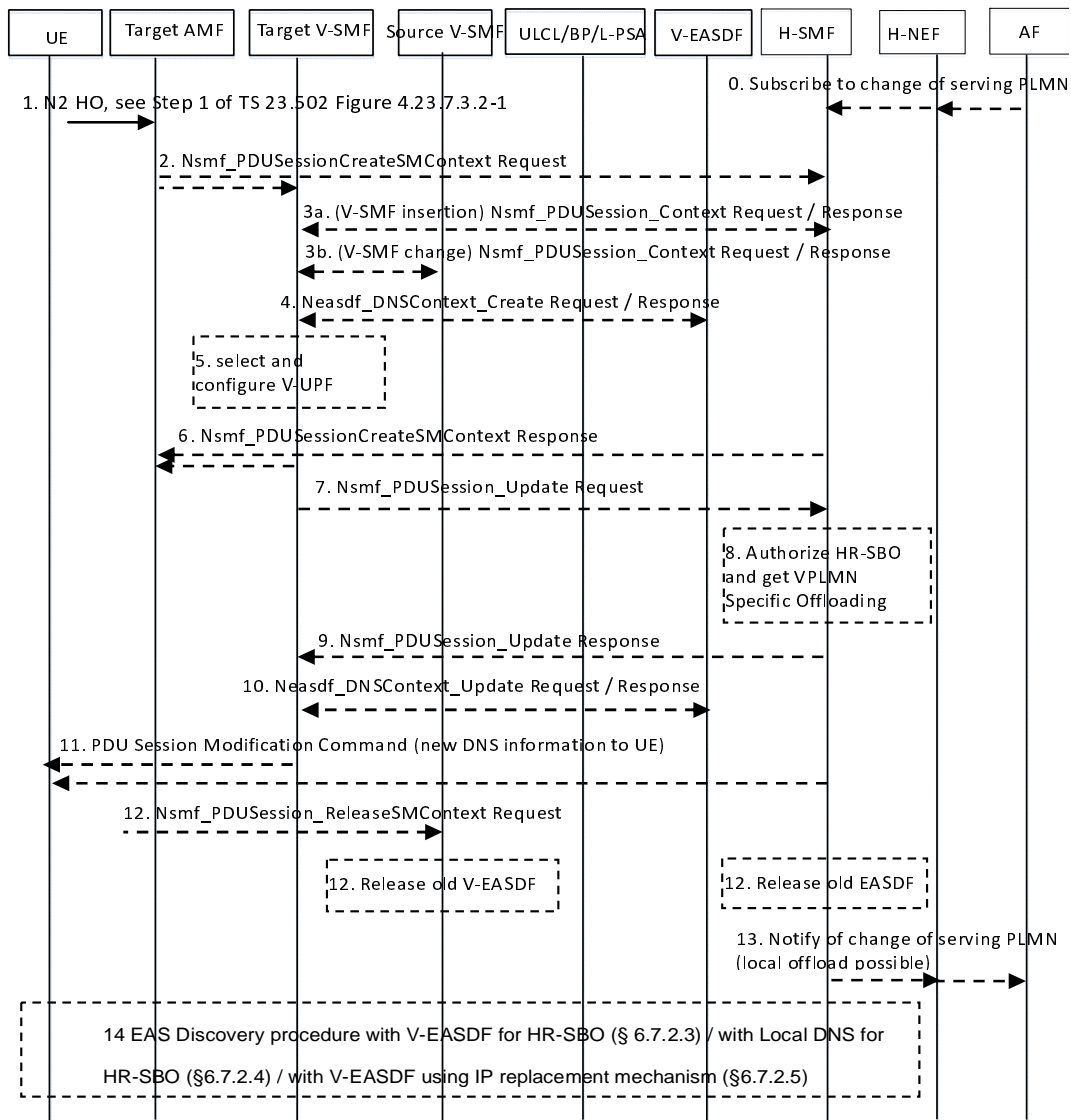 UE
Target AMF
Target V-SMF
Source V-SMF
ULCL/BP/L-PSA
V-EASDF
H-SMF
H-NEF
AF
0. Subscribe to change of serving PLMN
1. N2 HO, see Step 1 of TS 23.502 Figure 4.23.7.3.2-1
2. Nsmf_PDUSessionCreateSMContext Request
3a. (V-SMF insertion) Nsmf_PDUSession_Context Request / Response
3b. (V-SMF change) Nsmf_PDUSession_Context Request / Response
4. Neasdf_DNSContext_Create Request / Response
5. select and
configure V-UPF
6. Nsmf_PDUSessionCreateSMContext Response
7. Nsmf_PDUSession_Update Request
8. Authorize HR-SBO
and get VPLMN
Specific Offloading
9. Nsmf_PDUSession_Update Response
10. Neasdf_DNSContext_Update Request / Response
11. PDU Session Modification Command (new DNS information to UE)
12. Nsmf_PDUSession_ReleaseSMContext Request
12. Release old V-EASDF
12. Release old EASDF
13. Notify of change of serving PLMN
(local offload possible)
14 EAS Discovery procedure with V-EASDF for HR-SBO (§ 6.7.2.3) / with Local DNS for
HR-SBO (§6.7.2.4) / with V-EASDF using IP replacement mechanism (§6.7.2.5)